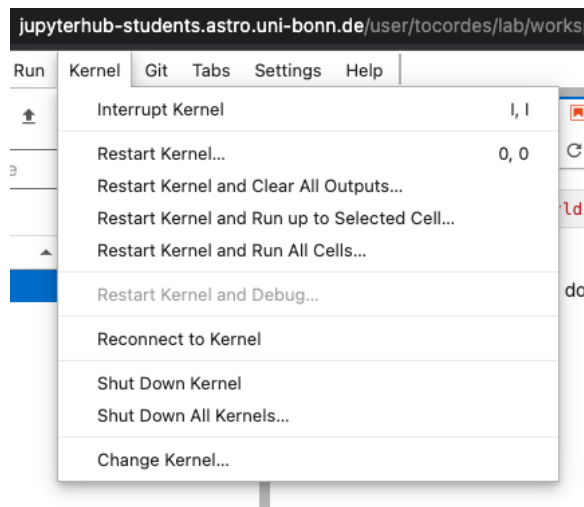 jupyterhub-students.astro.uni-bonn.de/user/tocordes/lab/works
Run Kernel Git Tabs Settings Help
Interrupt Kernel I, I
Restart Kernel... 0, 0
Restart Kernel and Clear All Outputs...
Restart Kernel and Run up to Selected Cell...
ld
Restart Kernel and Run All Cells...
Restart Kernel and Debug...
do
Reconnect to Kernel
Shut Down Kernel
Shut Down All Kernels...
Change Kernel...